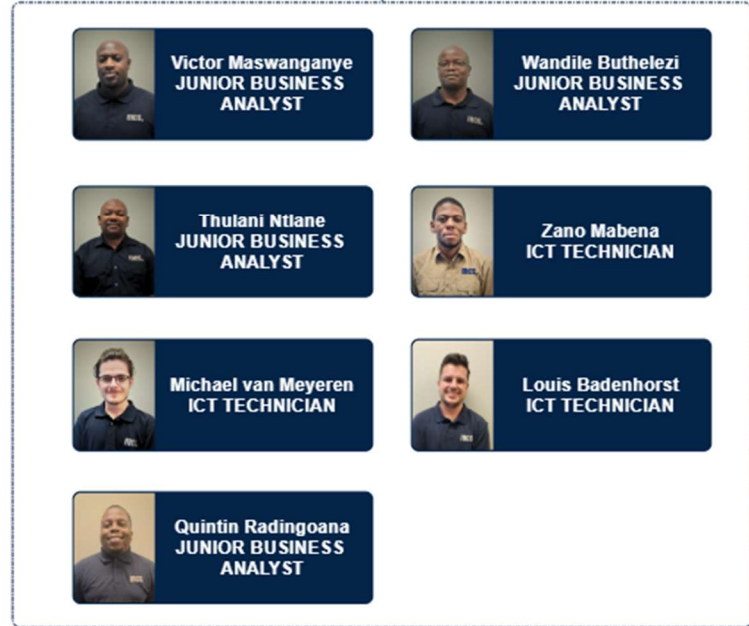 Victor Maswanganye
JUNIOR BUSINESS
ANALYST
Wandile Buthelezi
JUNIOR BUSINESS
ANALYST
Thulani Ntlane
JUNIOR BUSINESS
ANALYST
Zano Mabena
ICT TECHNICIAN
Michael van Meyeren
ICT TECHNICIAN
Louis Badenhorst
ICT TECHNICIAN
Quintin Radingoana
JUNIOR BUSINESS
ANALYST